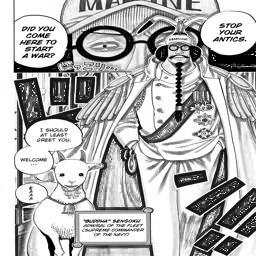 MARINE
DID YOU
COME
HERE TO
START
A WAR?
STOP
YOUR
ANTICS.
I SHOULD
AT LEAST
GREET YOU.
WELCOME
...
"BUDDHA" SENGOKU
ADMIRAL OF THE FLEET
(SUPREME COMMANDER
OF THE NAVY)